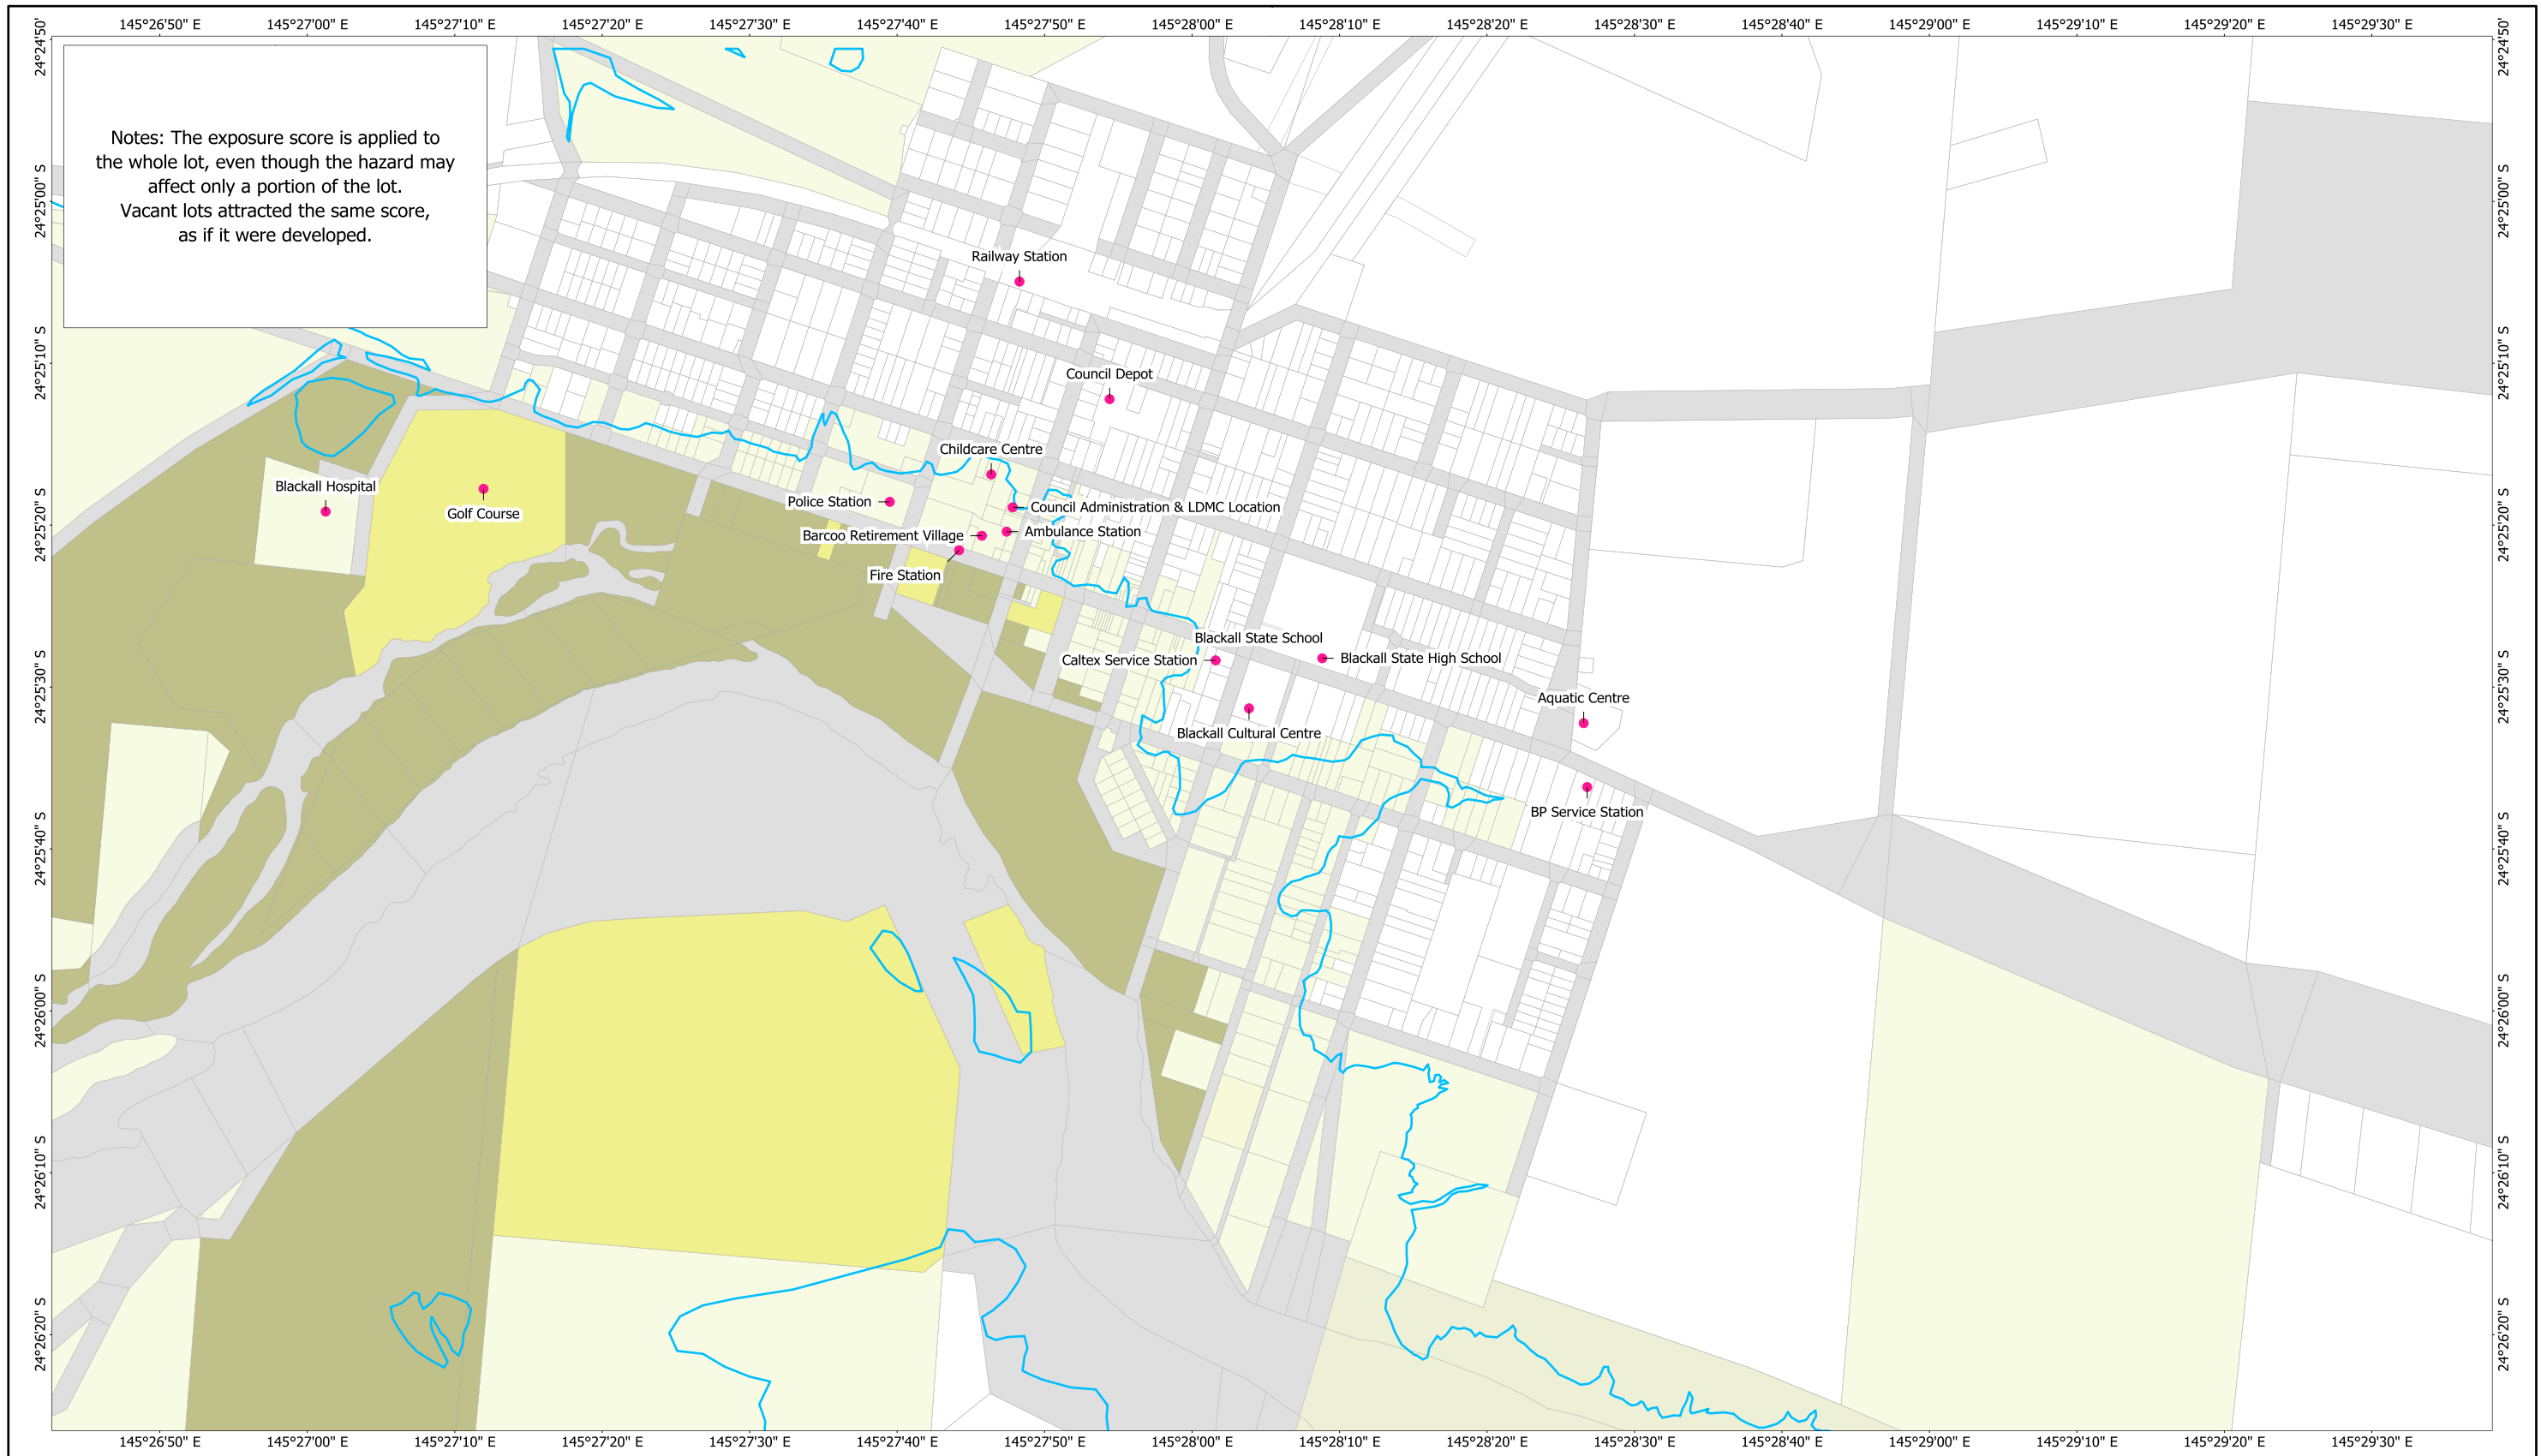 145°26'50" E 145°27'00" E 145°27'10" E 145°27'20" E 145°27'30" E 145°27'40" E 145°27'50" E 145°28'00" E 145°28'10" E 145°28'20" E 145°28'30" E 145°28'40" E 145°29'00" E 145°29'10" E 145°29'20" E 145°29'30" E
24°24'50'
24°25'00" S
24°25'10" S
24°25'20" S
24°25'30" S
24°25'40" S
24°26'00" S
24°26'10" S
24°26'20" S
Notes: The exposure score is applied to
the whole lot, even though the hazard may
affect only a portion of the lot.
Vacant lots attracted the same score,
as if it were developed.
Railway Station
Council Depot
Childcare Centre
Blackall Hospital
Golf Course
Police Station
Council Administration & LDMC Location
Barcoo Retirement Village
Ambulance Station
Fire Station
Blackall State School
Caltex Service Station
Blackall State High School
Aquatic Centre
Blackall Cultural Centre
BP Service Station
24°24'50'
24°25'00" S
24°25'10" S
24°25'20" S
24°25'30" S
24°25'40" S
24°26'00" S
24°26'10" S
24°26'20" S
145°26'50" E 145°27'00" E 145°27'10" E 145°27'20" E 145°27'30" E 145°27'40" E 145°27'50" E 145°28'00" E 145°28'10" E 145°28'20" E 145°28'30" E 145°28'40" E 145°29'00" E 145°29'10" E 145°29'20" E 145°29'30" E